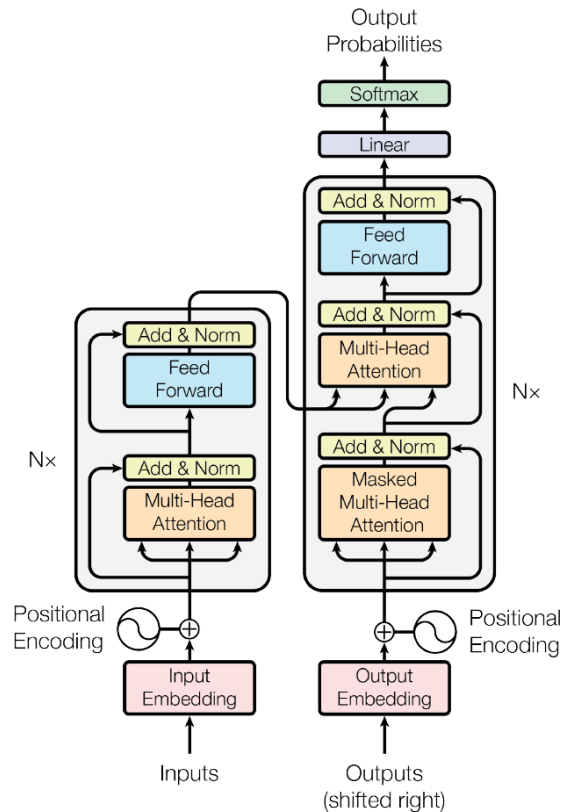 Output
Probabilities
Softmax
Linear
Add & Norm
Feed
Forward
Add & Norm
Multi-Head
Attention
Add & Norm
Masked
Multi-Head
Attention
N×
Add & Norm
Feed
Forward
Add & Norm
Multi-Head
Attention
N×
Positional
Encoding
Positional
Encoding
Input
Embedding
Output
Embedding
Inputs
Outputs
(shifted right)